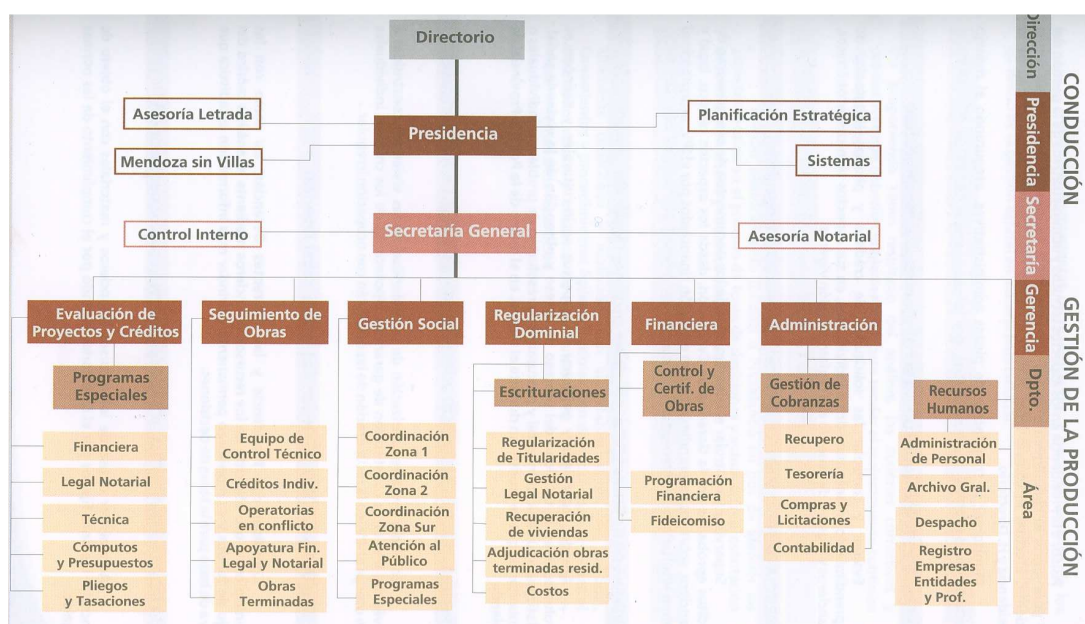 Directorio
Asesoría Letrada
Planificación Estratégica
Presidencia
Mendoza sin Villas
Sistemas
Secretaría General
Control Interno
Asesoría Notarial
Evaluación de
Proyectos y Créditos
Seguimiento de
Obras
Gestión Social
Regularización
Dominial
Financiera
Administración
Programas
Especiales
Escrituraciones
Control y
Certif. de
Obras
Gestión de
Cobranzas
Recursos
Humanos
Financiera
Legal Notarial
Técnica
Cómputos
y Presupuestos
Pliegos
y Tasaciones
Equipo de
Control Técnico
Créditos Indiv.
Operatorias
en conflicto
Apoyatura Fin.
Legal y Notarial
Obras
Terminadas
Coordinación
Zona 1
Coordinación
Zona 2
Coordinación
Zona Sur
Atención al
Público
Programas
Especiales
Regularización
de Titularidades
Gestión
Legal Notarial
Recuperación
de viviendas
Adjudicación obras
terminadas resid.
Costos
Programación
Financiera
Fideicomiso
Recupero
Tesorería
Compras y
Licitaciones
Contabilidad
Administración
de Personal
Archivo Gral.
Despacho
Registro
Empresas
Entidades
y Prof.
Dirección
Presidencia
Secretaría
Gerencia
Dpto.
Área
CONDUCCIÓN
GESTIÓN DE LA PRODUCCIÓN